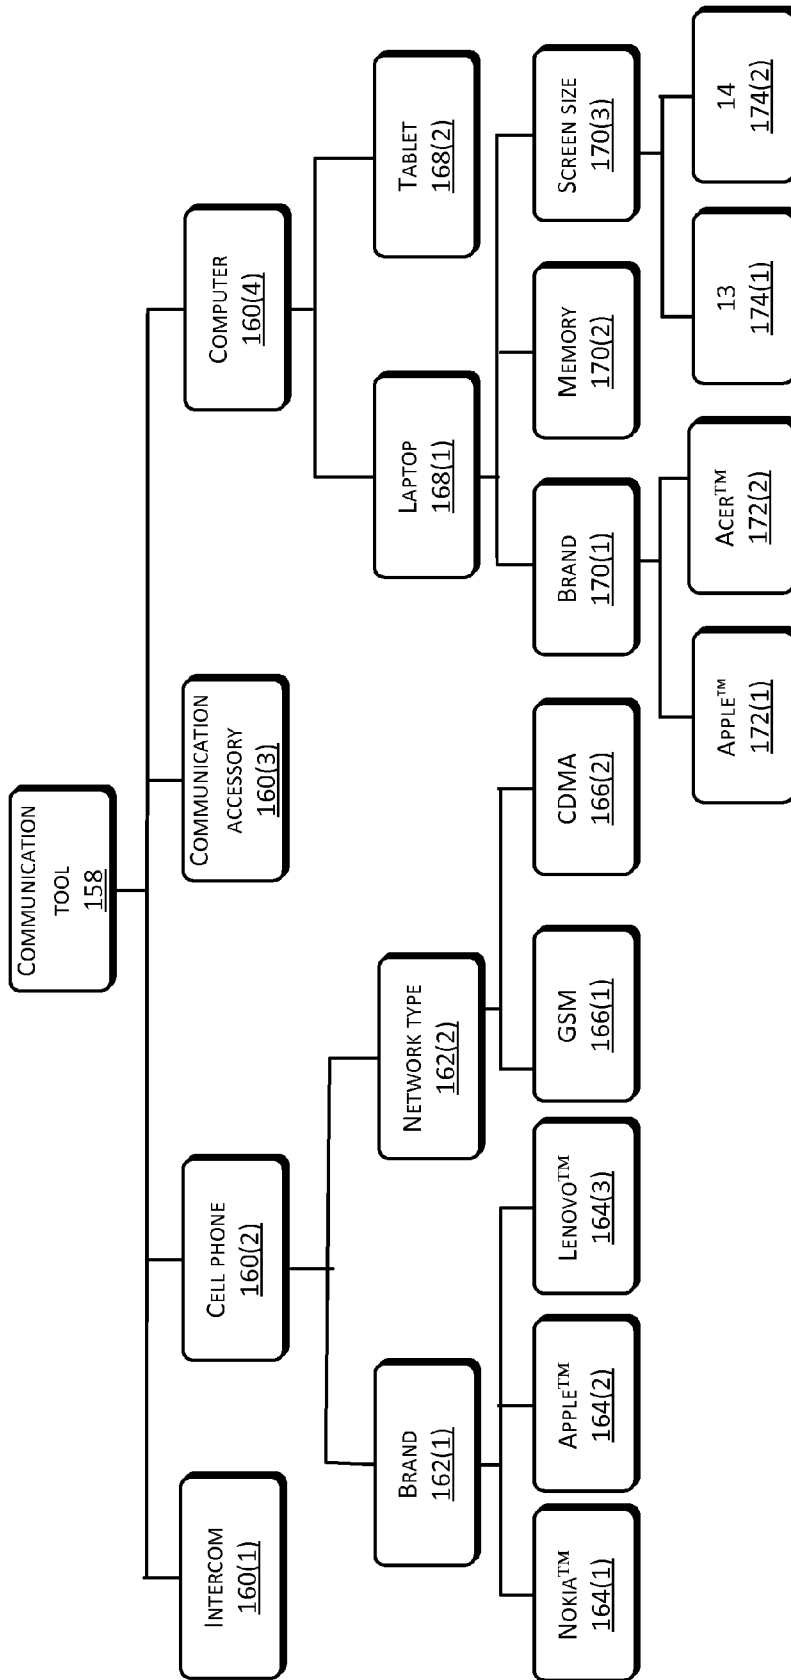 COMMUNICATION
TOOL
158
INTERCOM
160(1)
CELL PHONE
160(2)
COMMUNICATION
ACCESSORY
160(3)
COMPUTER
160(4)
BRAND
162(1)
NETWORK TYPE
162(2)
LAPTOP
168(1)
TABLET
168(2)
NOKIA™
164(1)
APPLE™
164(2)
LENOVO™
164(3)
GSM
166(1)
CDMA
166(2)
BRAND
170(1)
MEMORY
170(2)
SCREEN SIZE
170(3)
APPLE™
172(1)
ACER™
172(2)
13
174(1)
14
174(2)